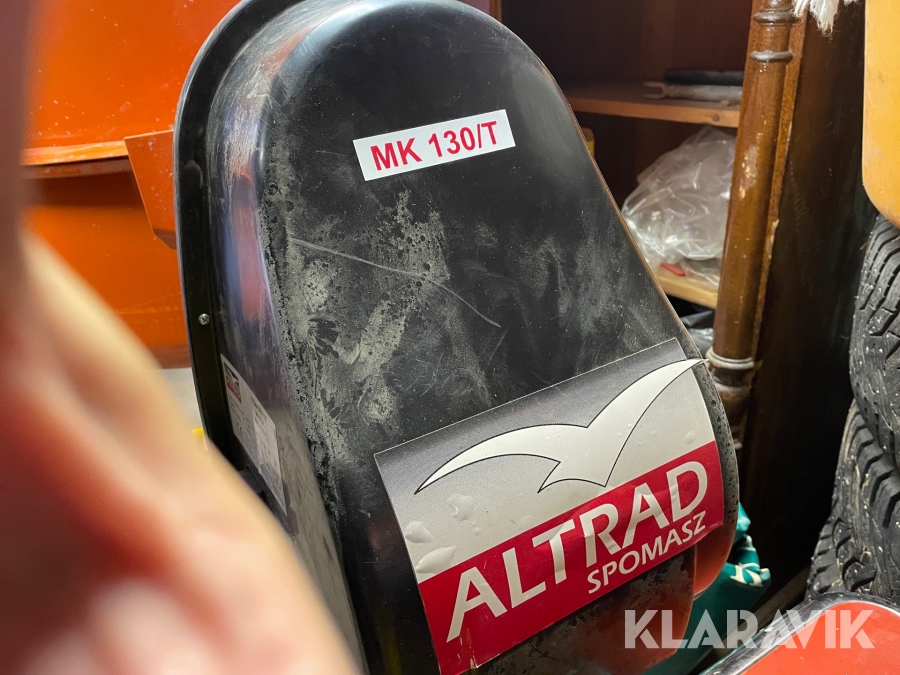 MK 130/T
ALTRAD
SPOMASZ
KLARAVIK